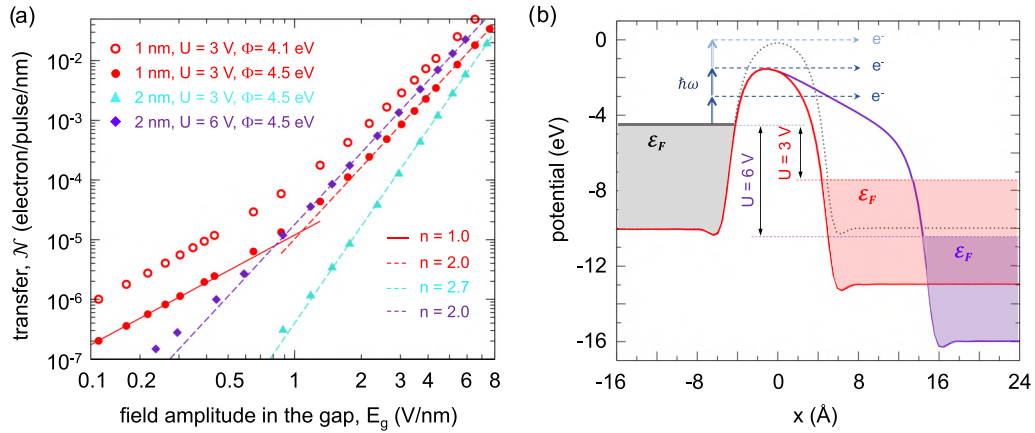 (a)
1 nm, U = 3 V, Φ= 4.1 eV
1 nm, U = 3 V, Φ= 4.5 eV
2 nm, U = 3 V, Φ= 4.5 eV
2 nm, U = 6 V, Φ= 4.5 eV
n = 1.0
n = 2.0
n = 2.7
n = 2.0
transfer, 𝒩 (electron/pulse/nm)
10⁻²
10⁻³
10⁻⁴
10⁻⁵
10⁻⁶
10⁻⁷
0.1 0.2 0.5 1 2 3 4 5 6 8
field amplitude in the gap, E_g (V/nm)
(b)
potential (eV)
0
-4
-8
-12
-16
e⁻
e⁻
e⁻
ℏω
ε_F
U = 6 V
U = 3 V
ε_F
ε_F
-16 -8 0 8 16 24
x (Å)